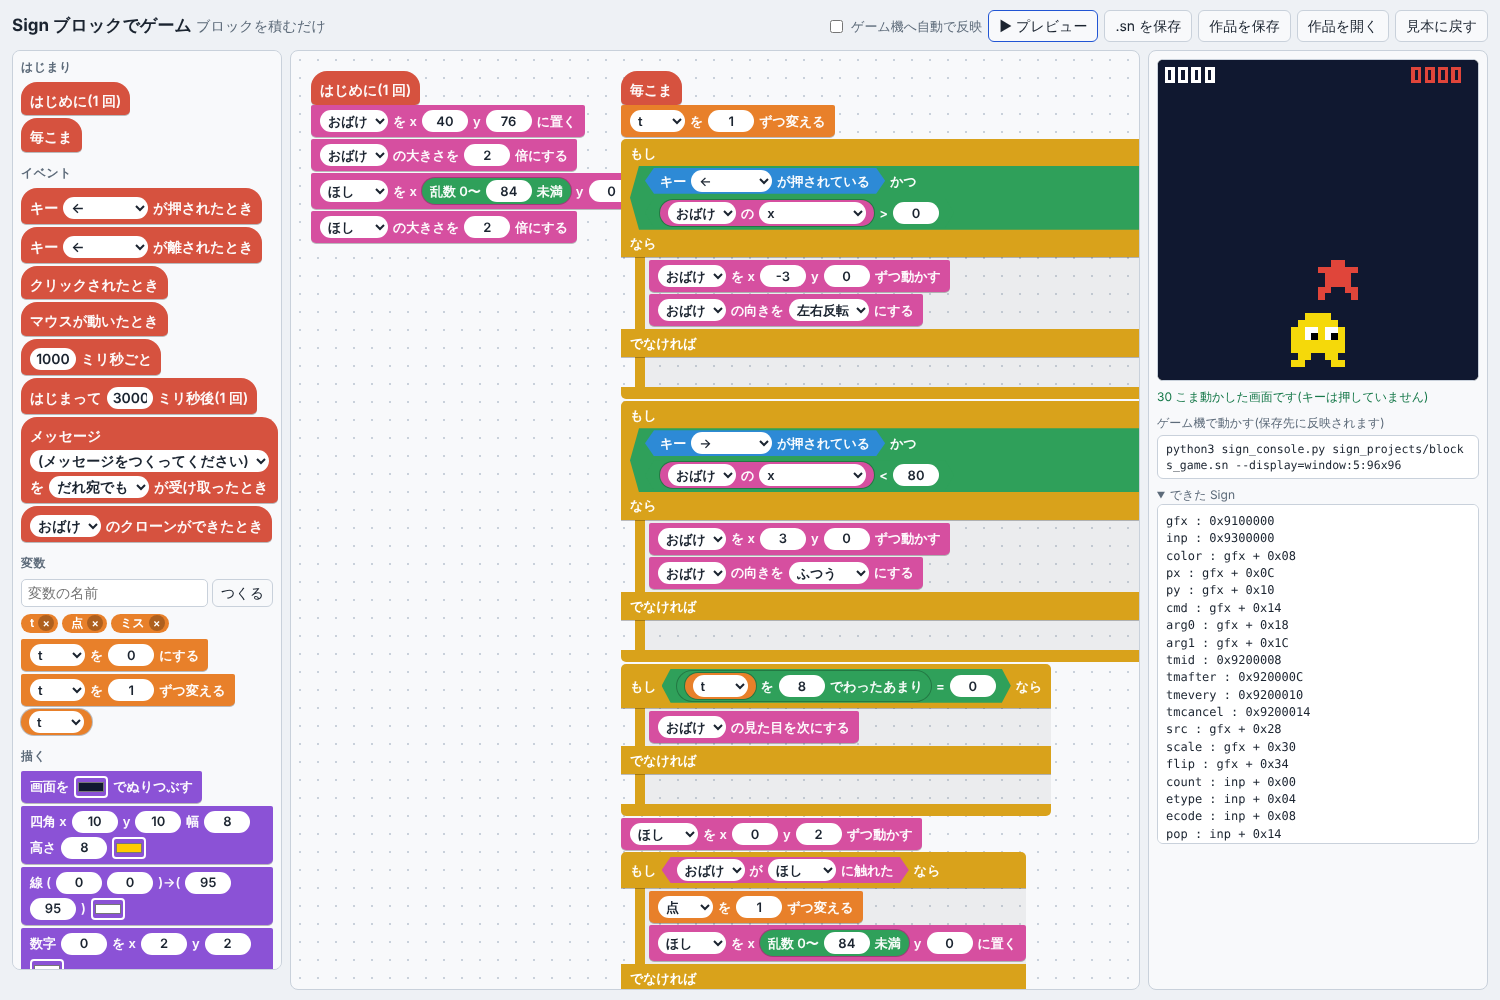 Sign ブロックでゲーム ブロックを積むだけ
ゲーム機へ自動で反映
▶ プレビュー
.sn を保存
作品を保存
作品を開く
見本に戻す
はじまり
はじめに(1回)
毎こま
イベント
キー ← が押されたとき
キー ← が離されたとき
クリックされたとき
マウスが動いたとき
1000 ミリ秒ごと
はじまって 3000 ミリ秒後(1回)
メッセージ
(メッセージをつくってください)
を だれ宛でも が受け取ったとき
おばけ のクローンができたとき
変数
変数の名前 つくる
t × 点 × ミス ×
t を 0 にする
t を 1 ずつ変える
t
描く
画面を でぬりつぶす
四角 x 10 y 10 幅 8
高さ 8
線 ( 0 0 )→( 95
95 )
数字 0 を x 2 y 2
はじめに(1回)
おばけ を x 40 y 76 に置く
おばけ の大きさを 2 倍にする
ほし を x 乱数 0〜 84 未満 y 0
ほし の大きさを 2 倍にする
毎こま
t を 1 ずつ変える
もし
キー ← が押されている かつ
おばけ の x > 0
なら
おばけ を x -3 y 0 ずつ動かす
おばけ の向きを 左右反転 にする
でなければ
もし
キー → が押されている かつ
おばけ の x < 80
なら
おばけ を x 3 y 0 ずつ動かす
おばけ の向きを ふつう にする
でなければ
もし t を 8 でわったあまり = 0 なら
おばけ の見た目を次にする
でなければ
ほし を x 0 y 2 ずつ動かす
もし おばけ が ほし に触れた なら
点 を 1 ずつ変える
ほし を x 乱数 0〜 84 未満 y 0 に置く
でなければ
0000 0000
30 こま動かした画面です(キーは押していません)
ゲーム機で動かす(保存先に反映されます)
python3 sign_console.py sign_projects/block
s_game.sn --display=window:5:96x96
▼ できた Sign
gfx : 0x9100000
inp : 0x9300000
color : gfx + 0x08
px : gfx + 0x0C
py : gfx + 0x10
cmd : gfx + 0x14
arg0 : gfx + 0x18
arg1 : gfx + 0x1C
tmid : 0x9200008
tmafter : 0x920000C
tmevery : 0x9200010
tmcancel : 0x9200014
src : gfx + 0x28
scale : gfx + 0x30
flip : gfx + 0x34
count : inp + 0x00
etype : inp + 0x04
ecode : inp + 0x08
pop : inp + 0x14